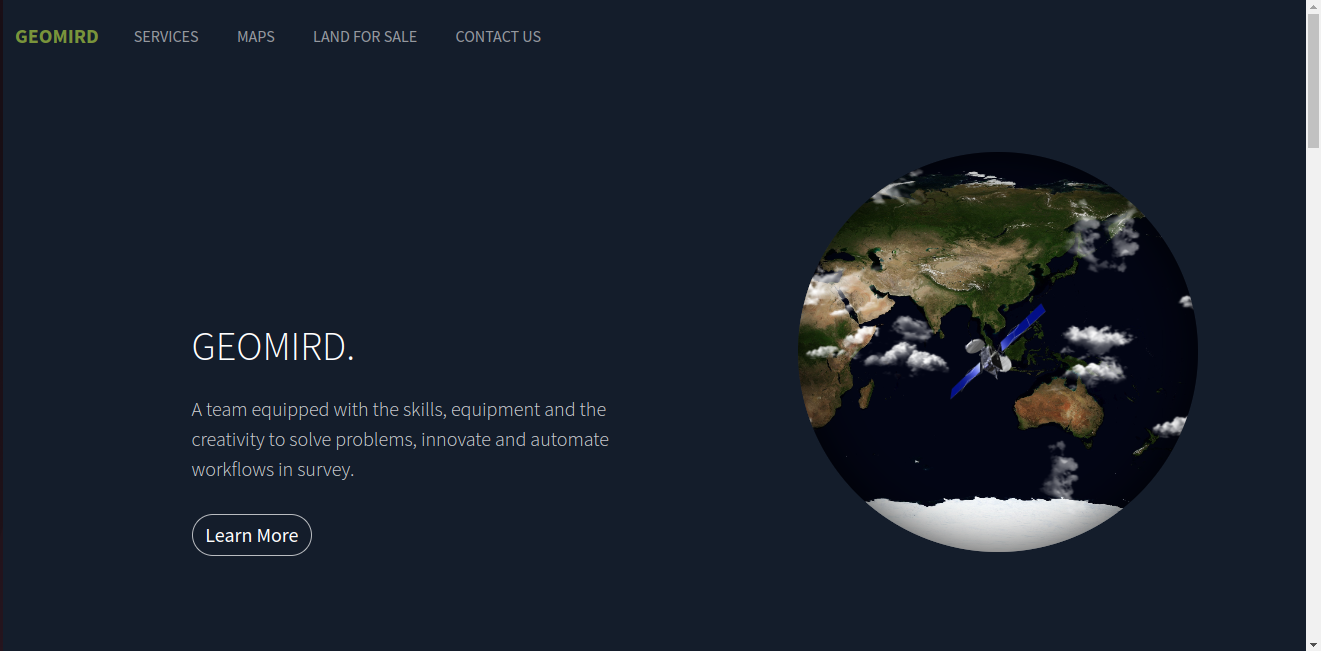 GEOMIRD SERVICES MAPS LAND FOR SALE CONTACT US
GEOMIRD.
A team equipped with the skills, equipment and the
creativity to solve problems, innovate and automate
workflows in survey.
Learn More